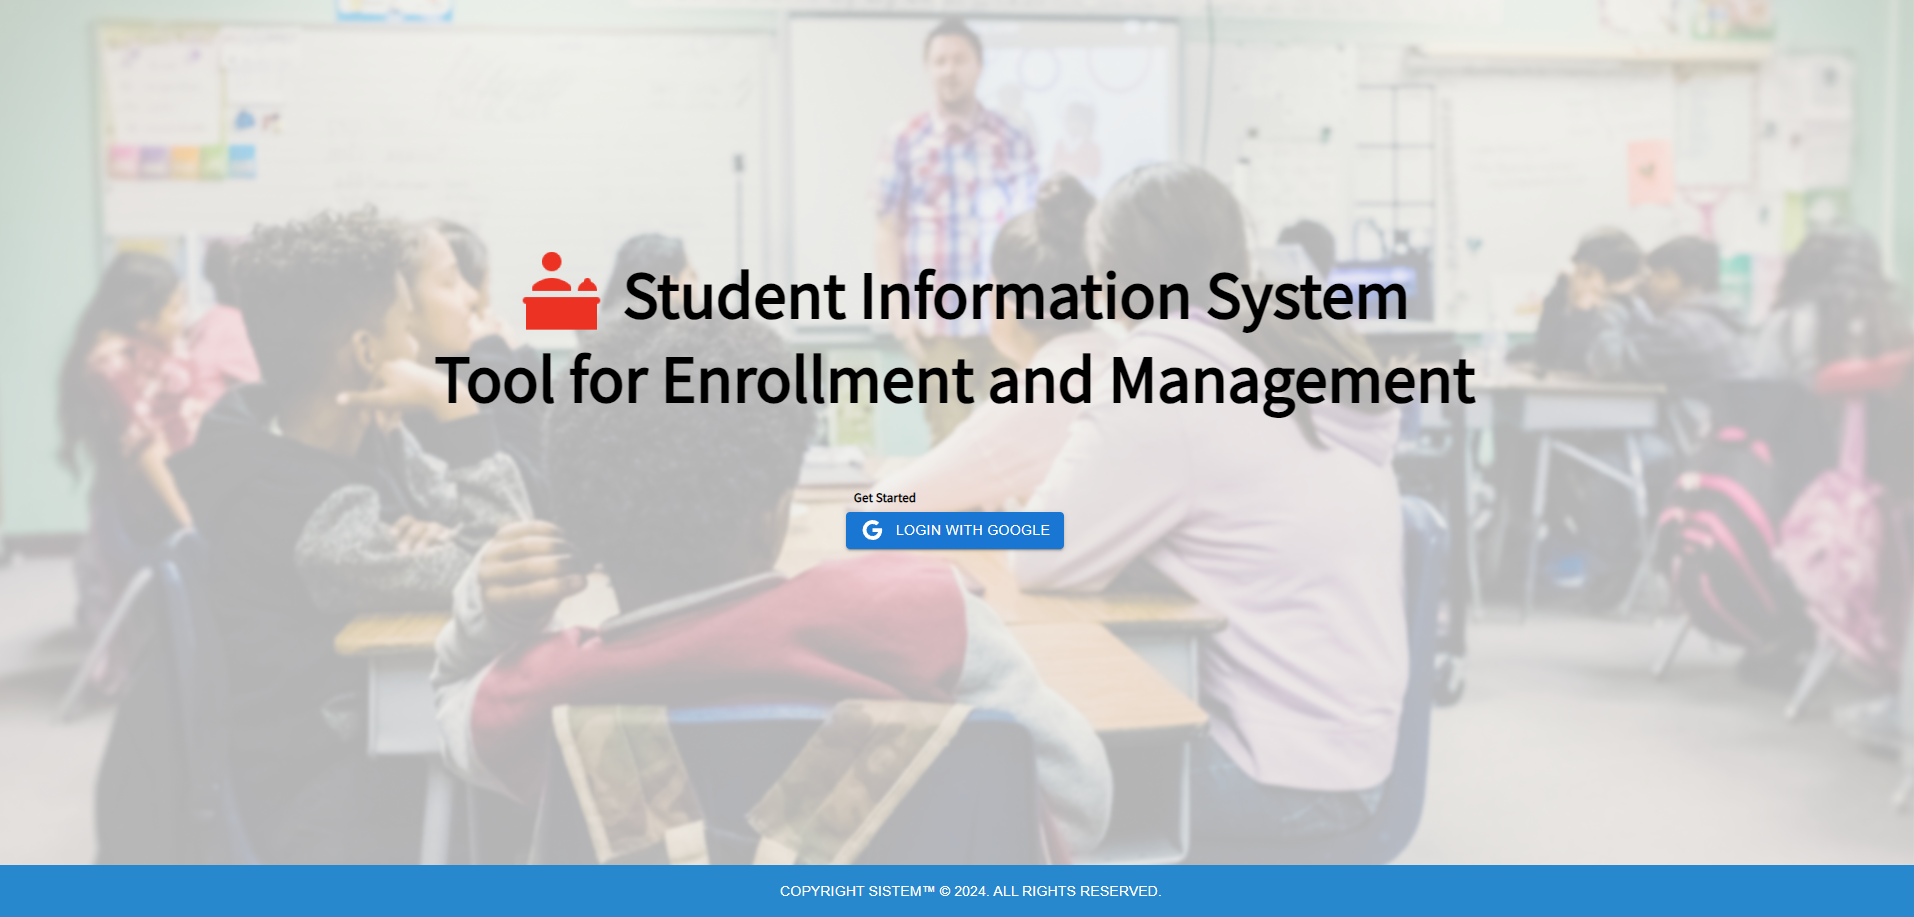 Student Information System
Tool for Enrollment and Management
Get Started
LOGIN WITH GOOGLE
COPYRIGHT SISTEM™ © 2024. ALL RIGHTS RESERVED.